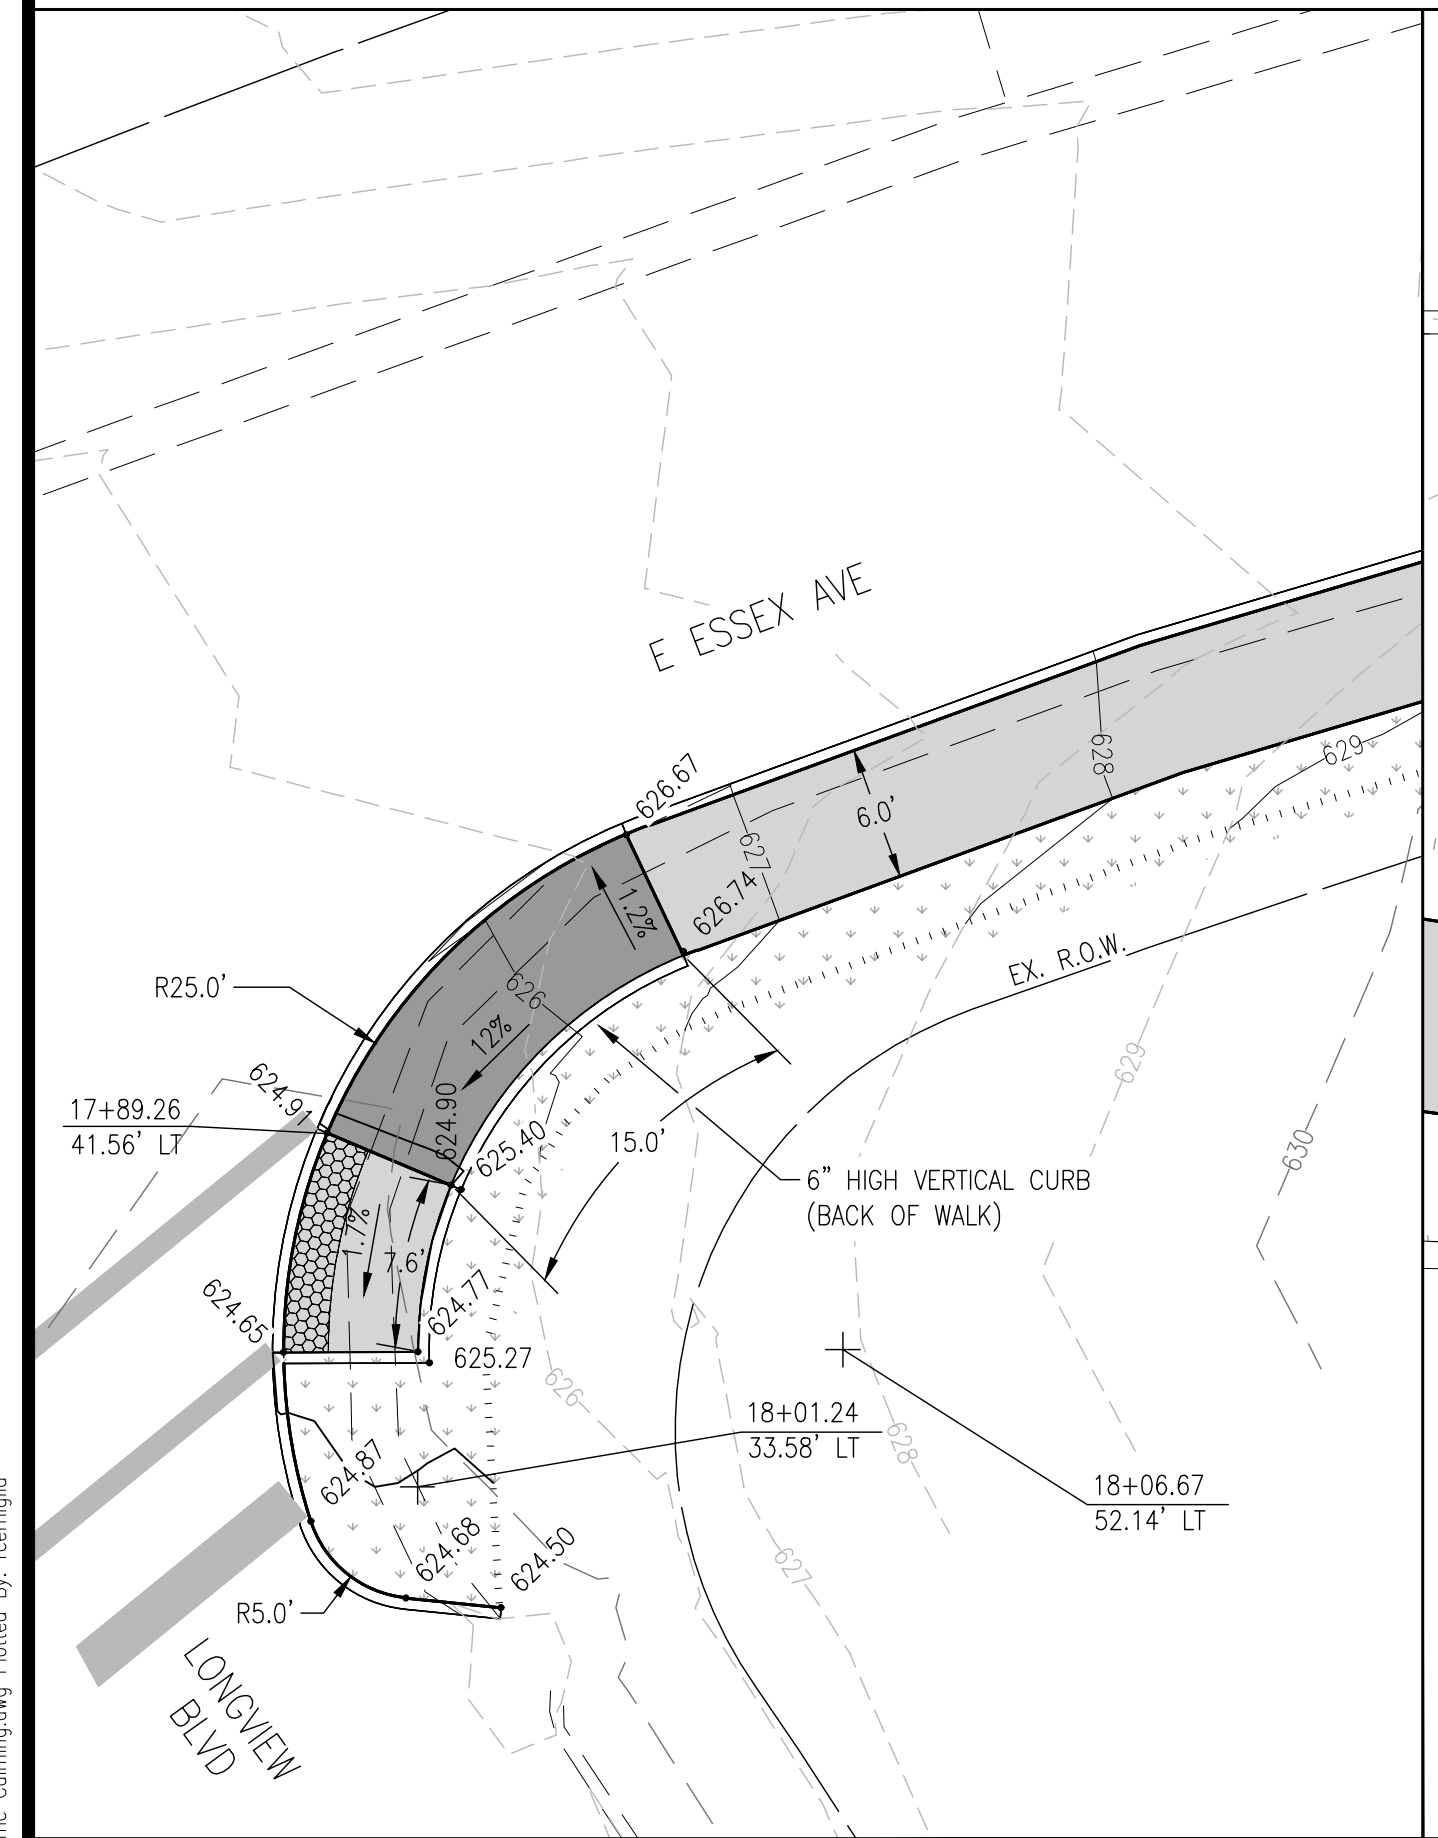 E ESSEX AVE
628
629
626.67
627
6.0'
626.74
1.2%
EX. R.O.W.
R25.0'
626
12%
629
624.91
624.90
17+89.26
41.56' LT
625.40
15.0'
630
6" HIGH VERTICAL CURB
(BACK OF WALK)
1.7%
7.6'
624.77
624.65
625.27
626
18+01.24
33.58' LT
628
624.87
18+06.67
52.14' LT
624.68
624.50
627
R5.0'
LONGVIEW
BLVD